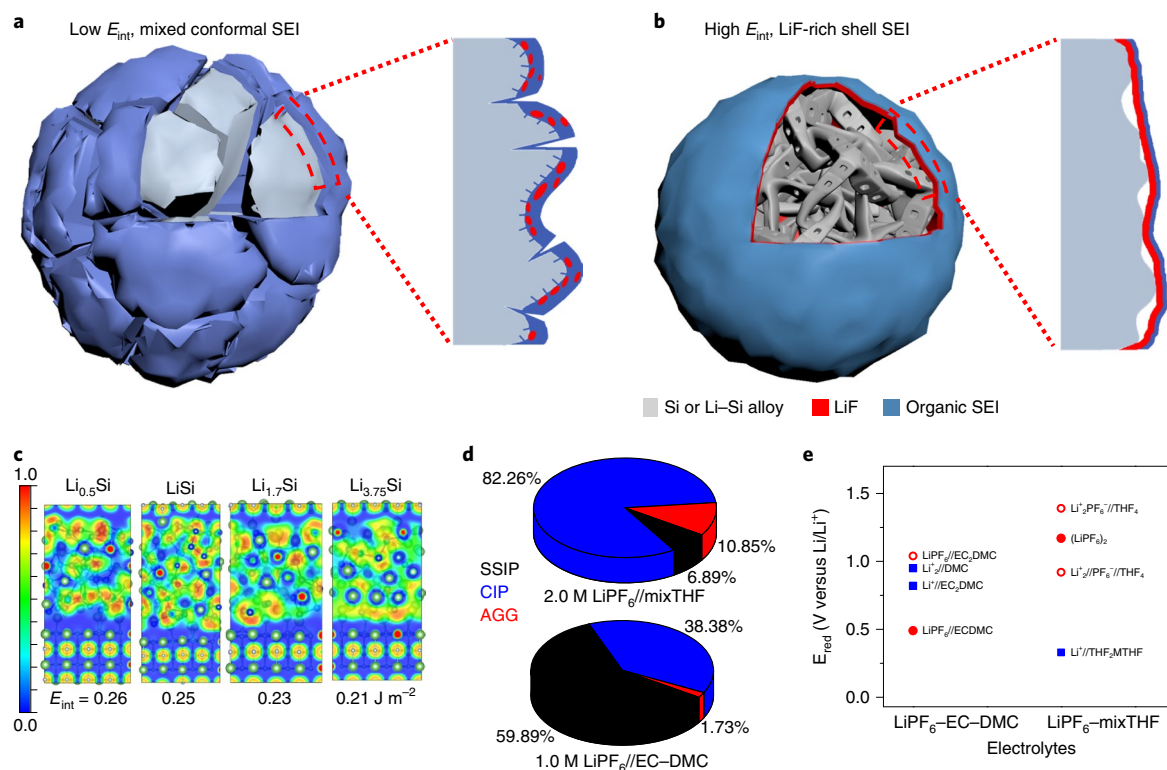 a
Low E_int, mixed conformal SEI
b
High E_int, LiF-rich shell SEI
Si or Li–Si alloy
LiF
Organic SEI
c
1.0
0.0
Li0.5Si
LiSi
Li1.7Si
Li3.75Si
E_int = 0.26
0.25
0.23
0.21 J m−2
d
82.26%
10.85%
6.89%
2.0 M LiPF6//mixTHF
SSIP
CIP
AGG
38.38%
59.89%
1.73%
1.0 M LiPF6//EC–DMC
e
E_red (V versus Li/Li+)
1.5
1.0
0.5
0.0
LiPF6//EC2DMC
Li+2//DMC
Li+//EC2DMC
LiPF6//ECDMC
Li+2PF6−//THF4
(LiPF6)2
Li+2//PF6−//THF4
Li+//THF2MTHF
LiPF6–EC–DMC
LiPF6–mixTHF
Electrolytes